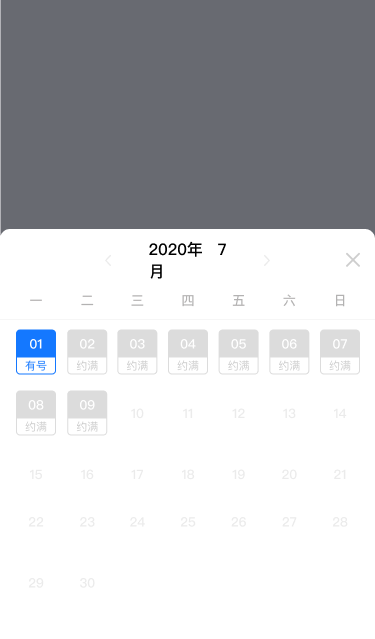 2020年 7
月
一 二 三 四 五 六 日
01 02 03 04 05 06 07
有号 约满 约满 约满 约满 约满 约满
08 09 10 11 12 13 14
约满 约满
15 16 17 18 19 20 21
22 23 24 25 26 27 28
29 30